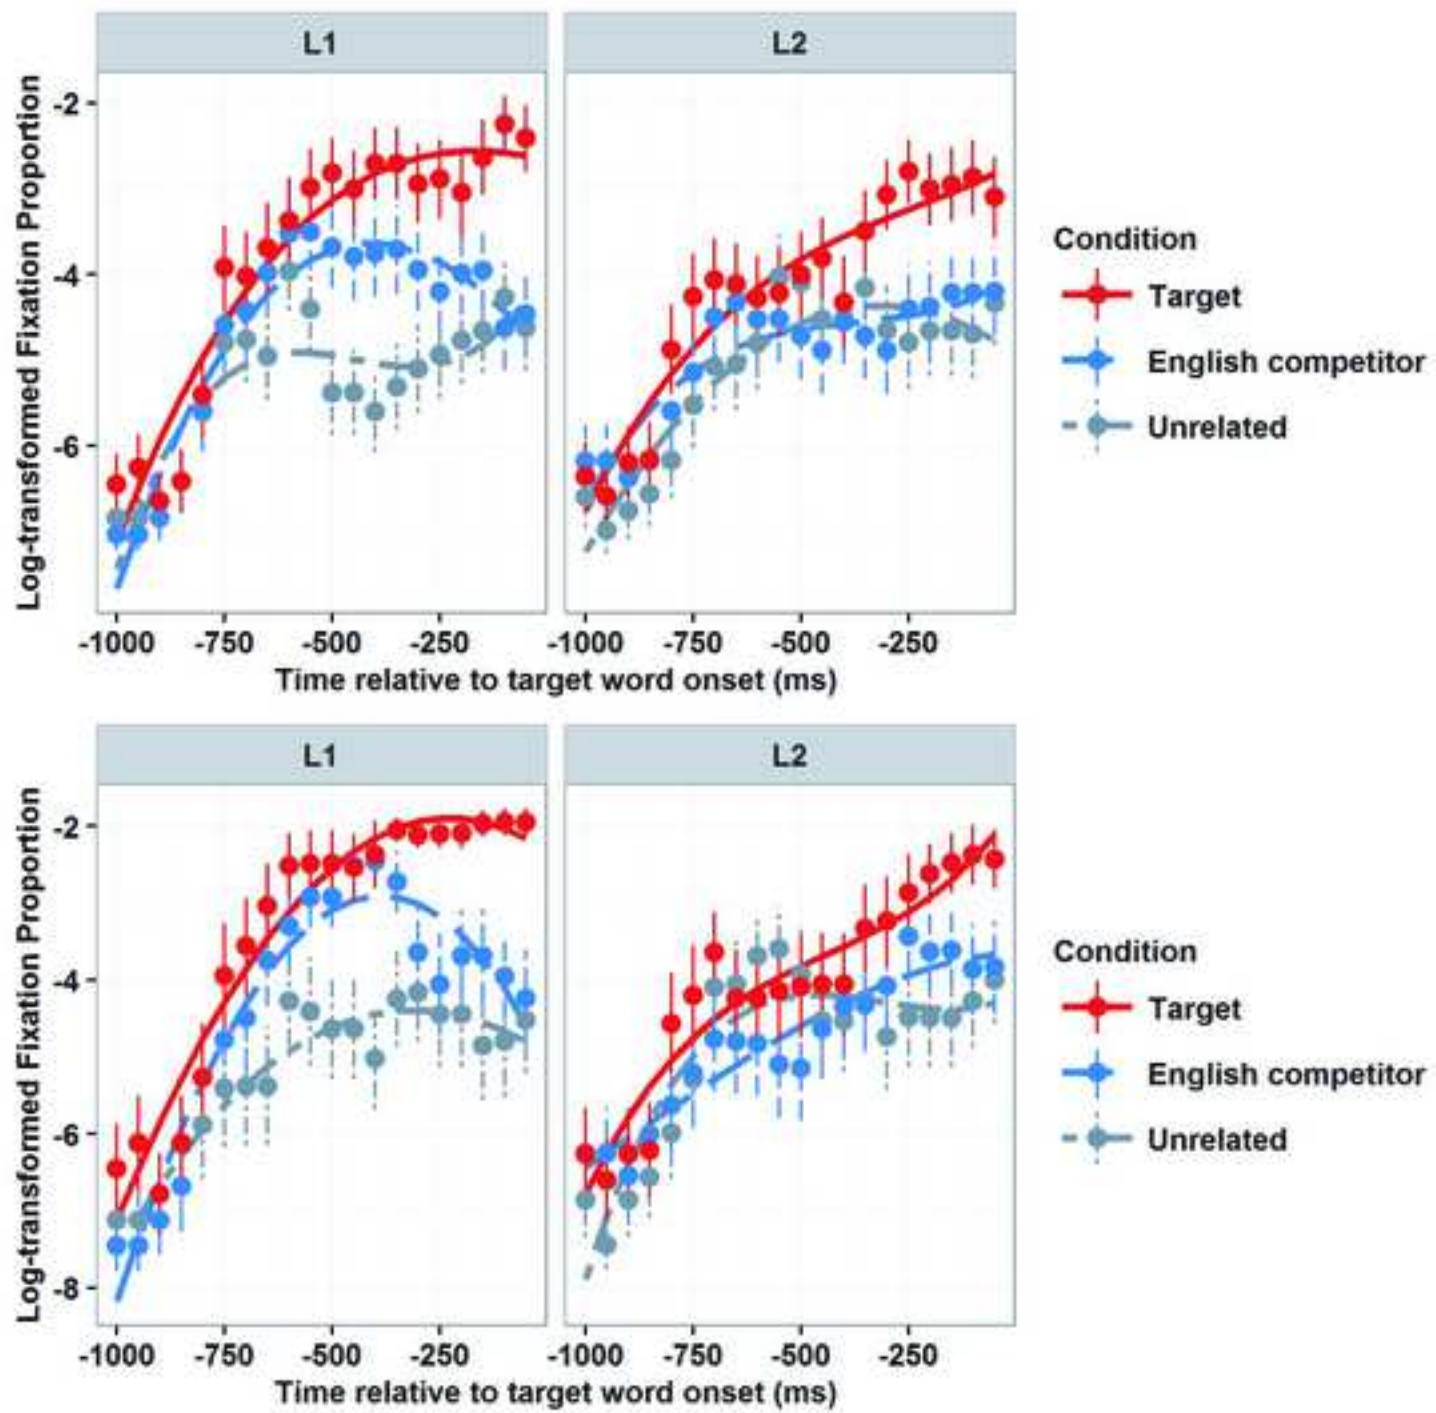 L1 L2
Log-transformed Fixation Proportion
-2
-4
-6
-1000 -750 -500 -250 -1000 -750 -500 -250
Time relative to target word onset (ms)
Condition
Target
English competitor
Unrelated
L1 L2
Log-transformed Fixation Proportion
-2
-4
-6
-8
-1000 -750 -500 -250 -1000 -750 -500 -250
Time relative to target word onset (ms)
Condition
Target
English competitor
Unrelated